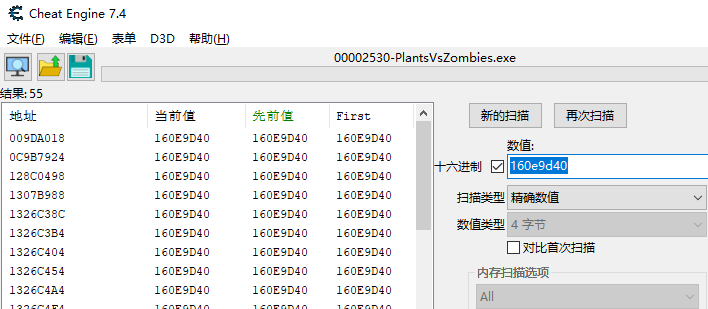 Cheat Engine 7.4
文件(F) 编辑(E) 表单 D3D 帮助(H)
00002530-PlantsVsZombies.exe
结果: 55
地址 当前值 先前值 First
009DA018 160E9D40 160E9D40 160E9D40
0C9B7924 160E9D40 160E9D40 160E9D40
128C0498 160E9D40 160E9D40 160E9D40
1307B988 160E9D40 160E9D40 160E9D40
1326C38C 160E9D40 160E9D40 160E9D40
1326C3B4 160E9D40 160E9D40 160E9D40
1326C404 160E9D40 160E9D40 160E9D40
1326C454 160E9D40 160E9D40 160E9D40
1326C4A4 160E9D40 160E9D40 160E9D40
1326C4F4 160E9D40 160E9D40 160E9D40
新的扫描 再次扫描
数值:
十六进制 160e9d40
扫描类型 精确数值
数值类型 4 字节
对比首次扫描
内存扫描选项
All